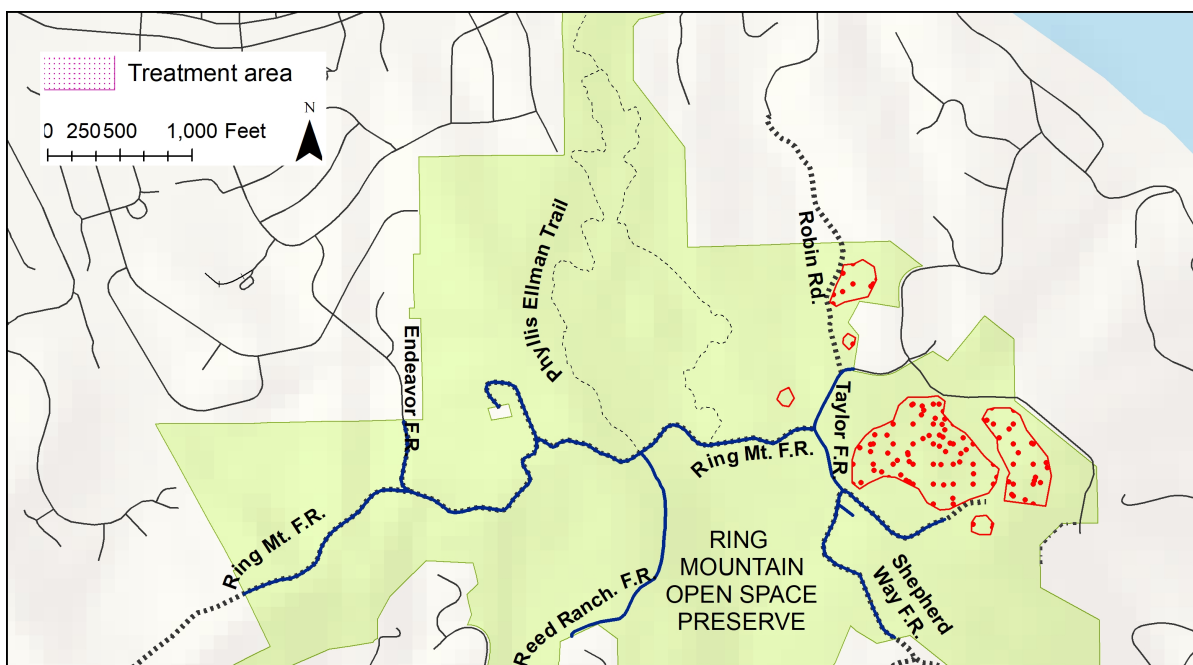 Treatment area
N
0 250500 1,000 Feet
Phyllis Ellman Trail
Robin Rd.
Endeavor F.R
Taylor F.R
Ring Mt. F.R.
Ring Mt. F.R.
RING
MOUNTAIN
OPEN SPACE
PRESERVE
Reed Ranch. F.R.
Shepherd
Way F.R.